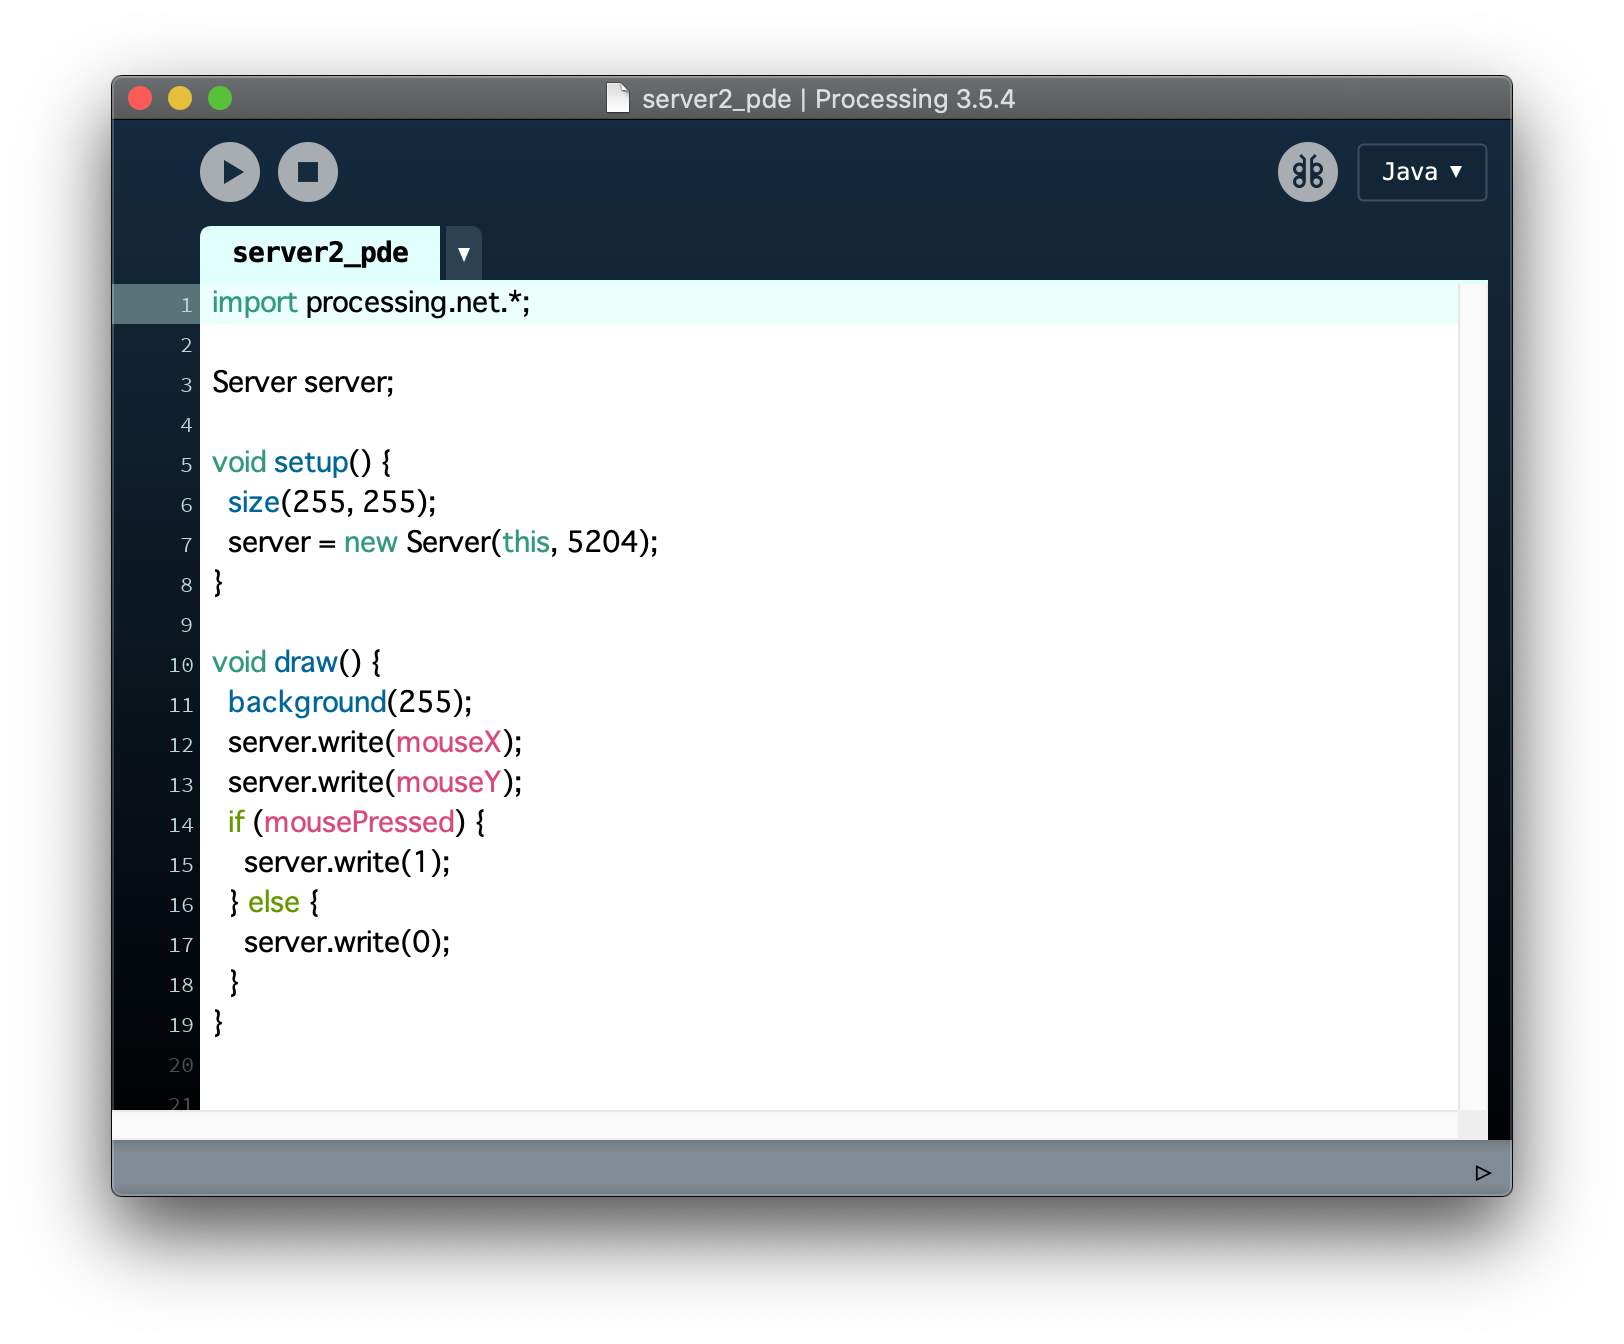 server2_pde | Processing 3.5.4
Java ▼
server2_pde ▼
1 import processing.net.*;
2
3 Server server;
4
5 void setup() {
6   size(255, 255);
7   server = new Server(this, 5204);
8 }
9
10 void draw() {
11   background(255);
12   server.write(mouseX);
13   server.write(mouseY);
14   if (mousePressed) {
15     server.write(1);
16   } else {
17     server.write(0);
18   }
19 }
20
21